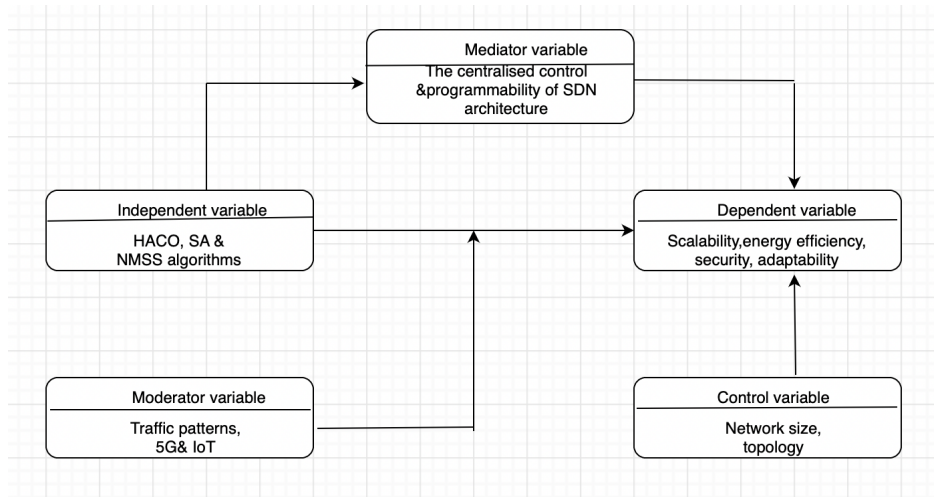 Mediator variable
The centralised control
&programmability of SDN
architecture
Independent variable
HACO, SA &
NMSS algorithms
Dependent variable
Scalability,energy efficiency,
security, adaptability
Moderator variable
Traffic patterns,
5G& IoT
Control variable
Network size,
topology